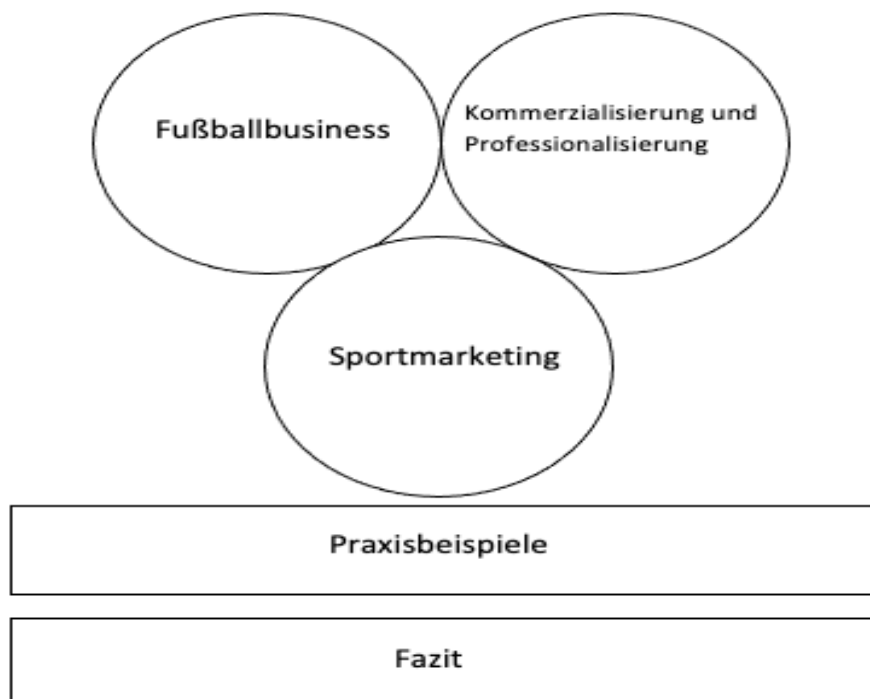 Fußballbusiness
Kommerzialisierung und
Professionalisierung
Sportmarketing
Praxisbeispiele
Fazit